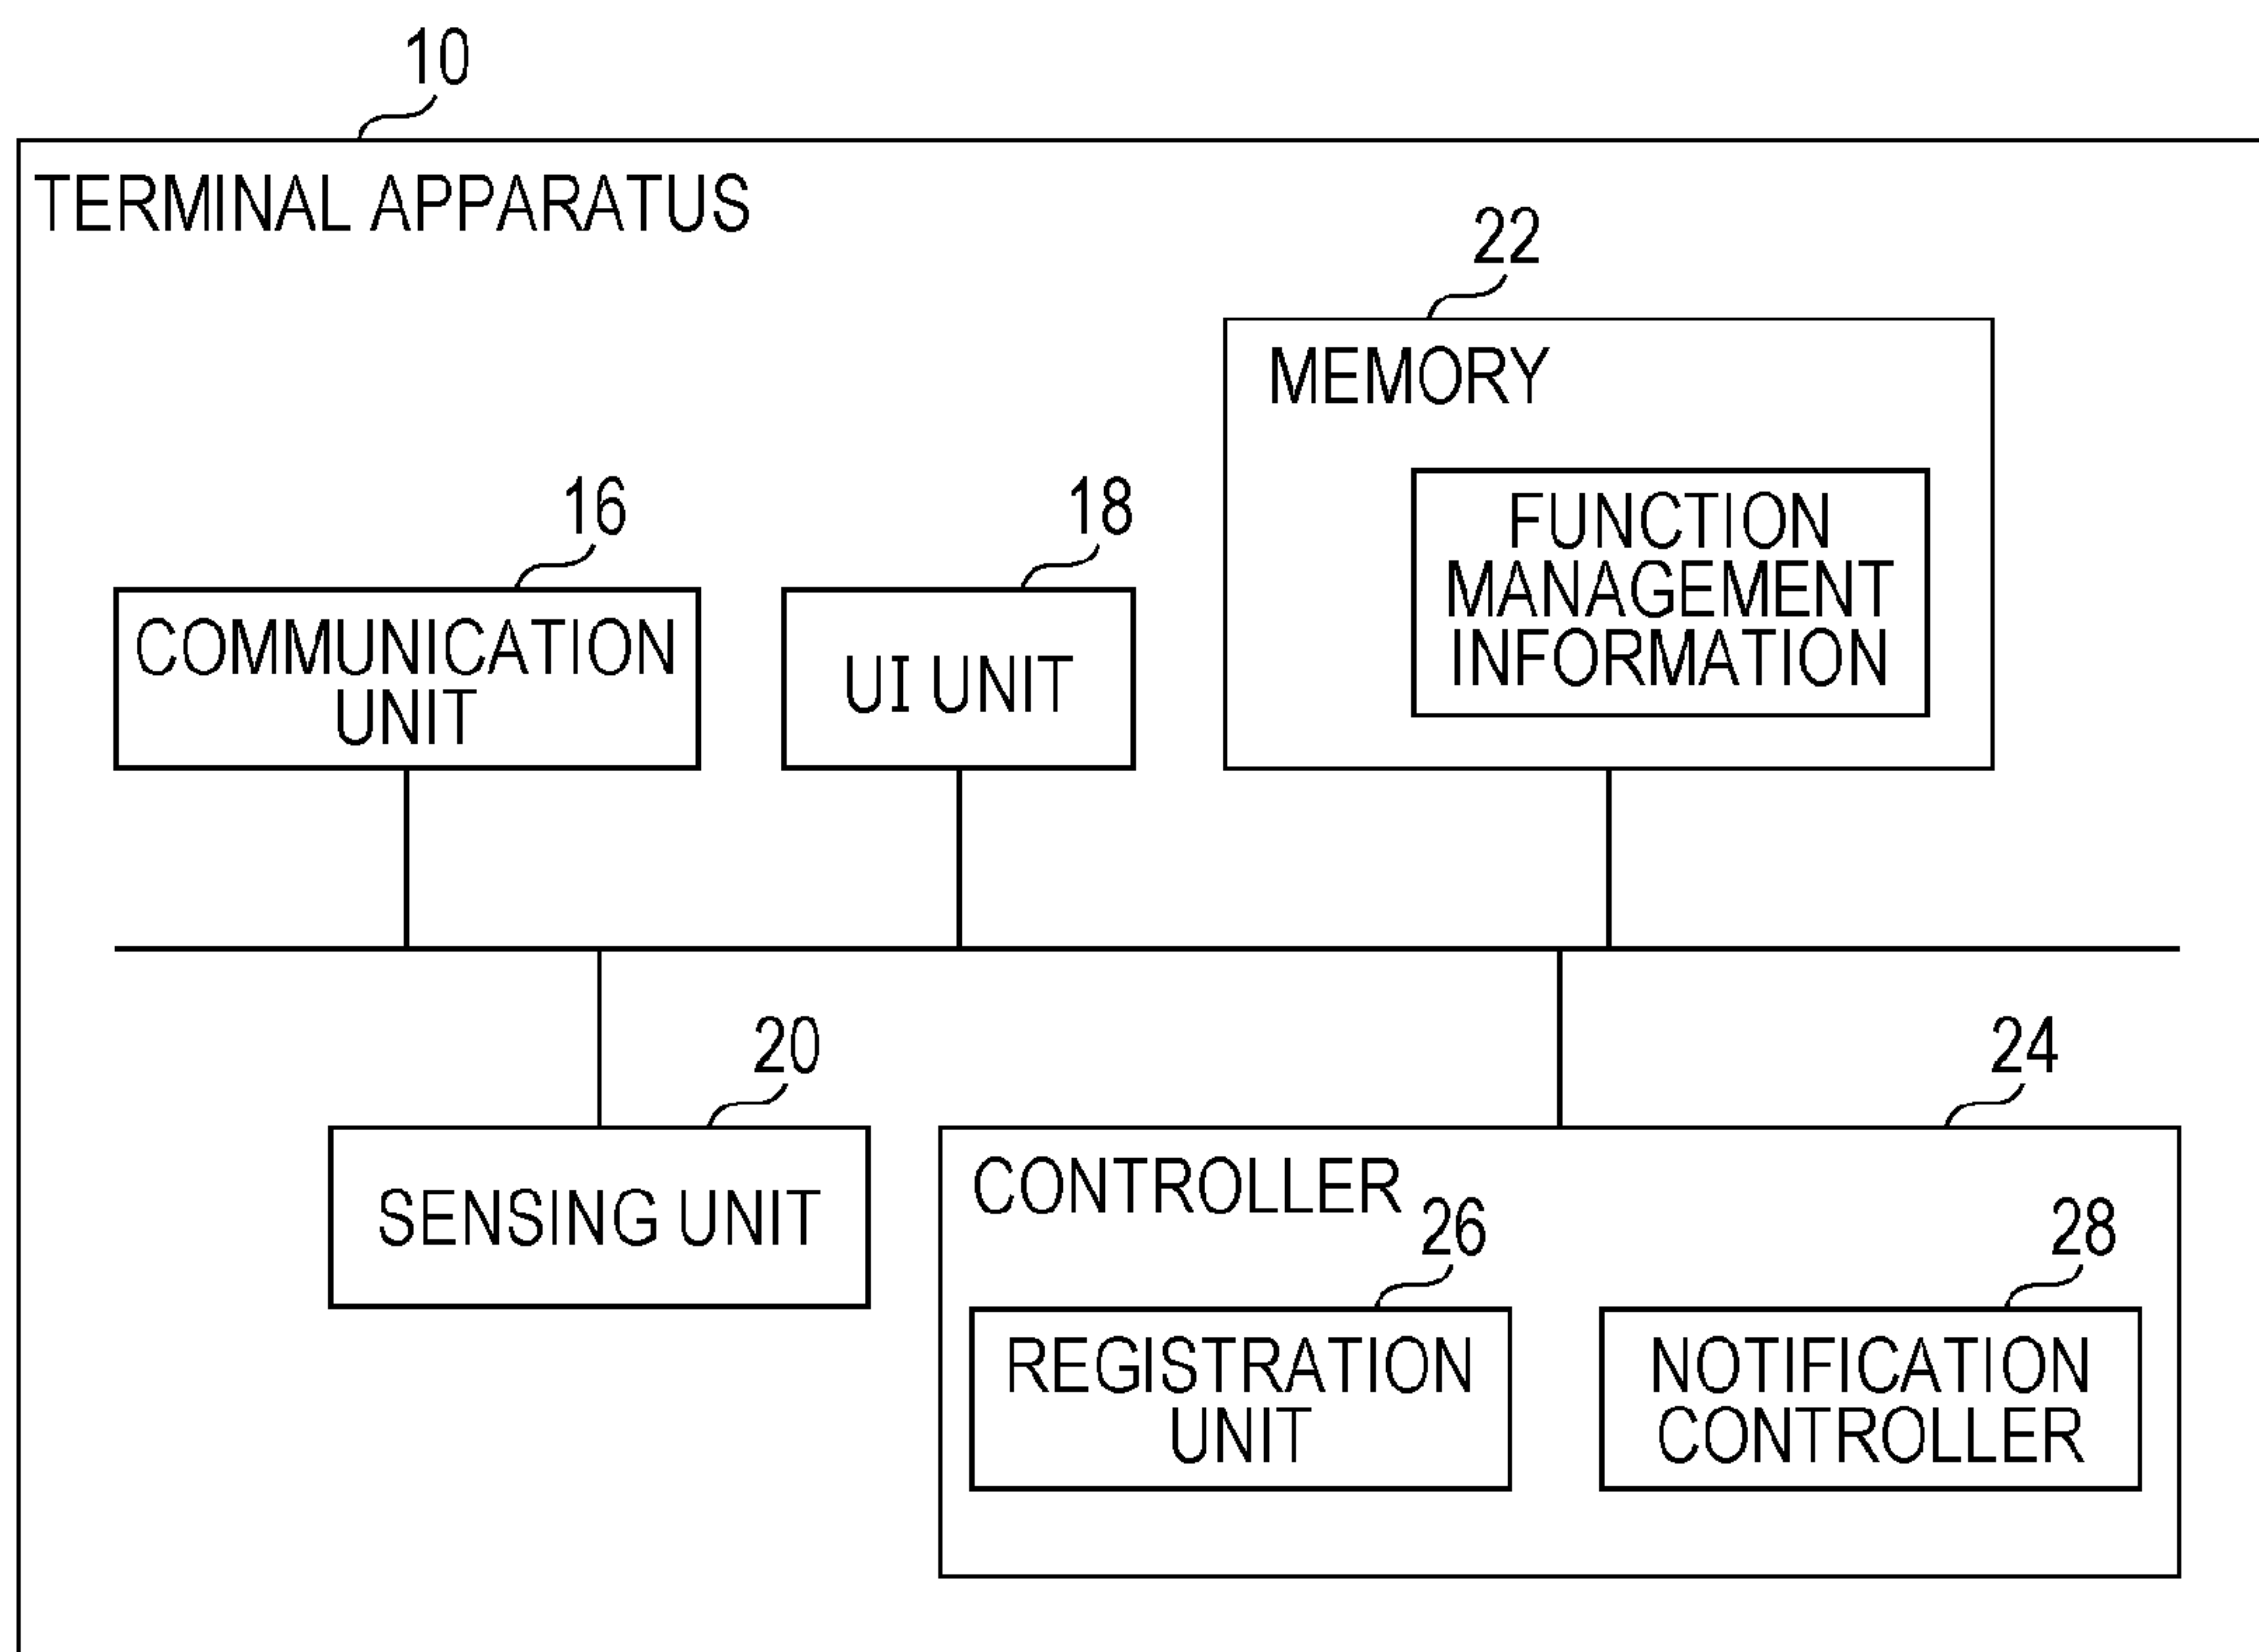 10
TERMINAL APPARATUS
22
MEMORY
FUNCTION
MANAGEMENT
INFORMATION
16
COMMUNICATION
UNIT
18
UI UNIT
20
SENSING UNIT
24
CONTROLLER
26
REGISTRATION
UNIT
28
NOTIFICATION
CONTROLLER